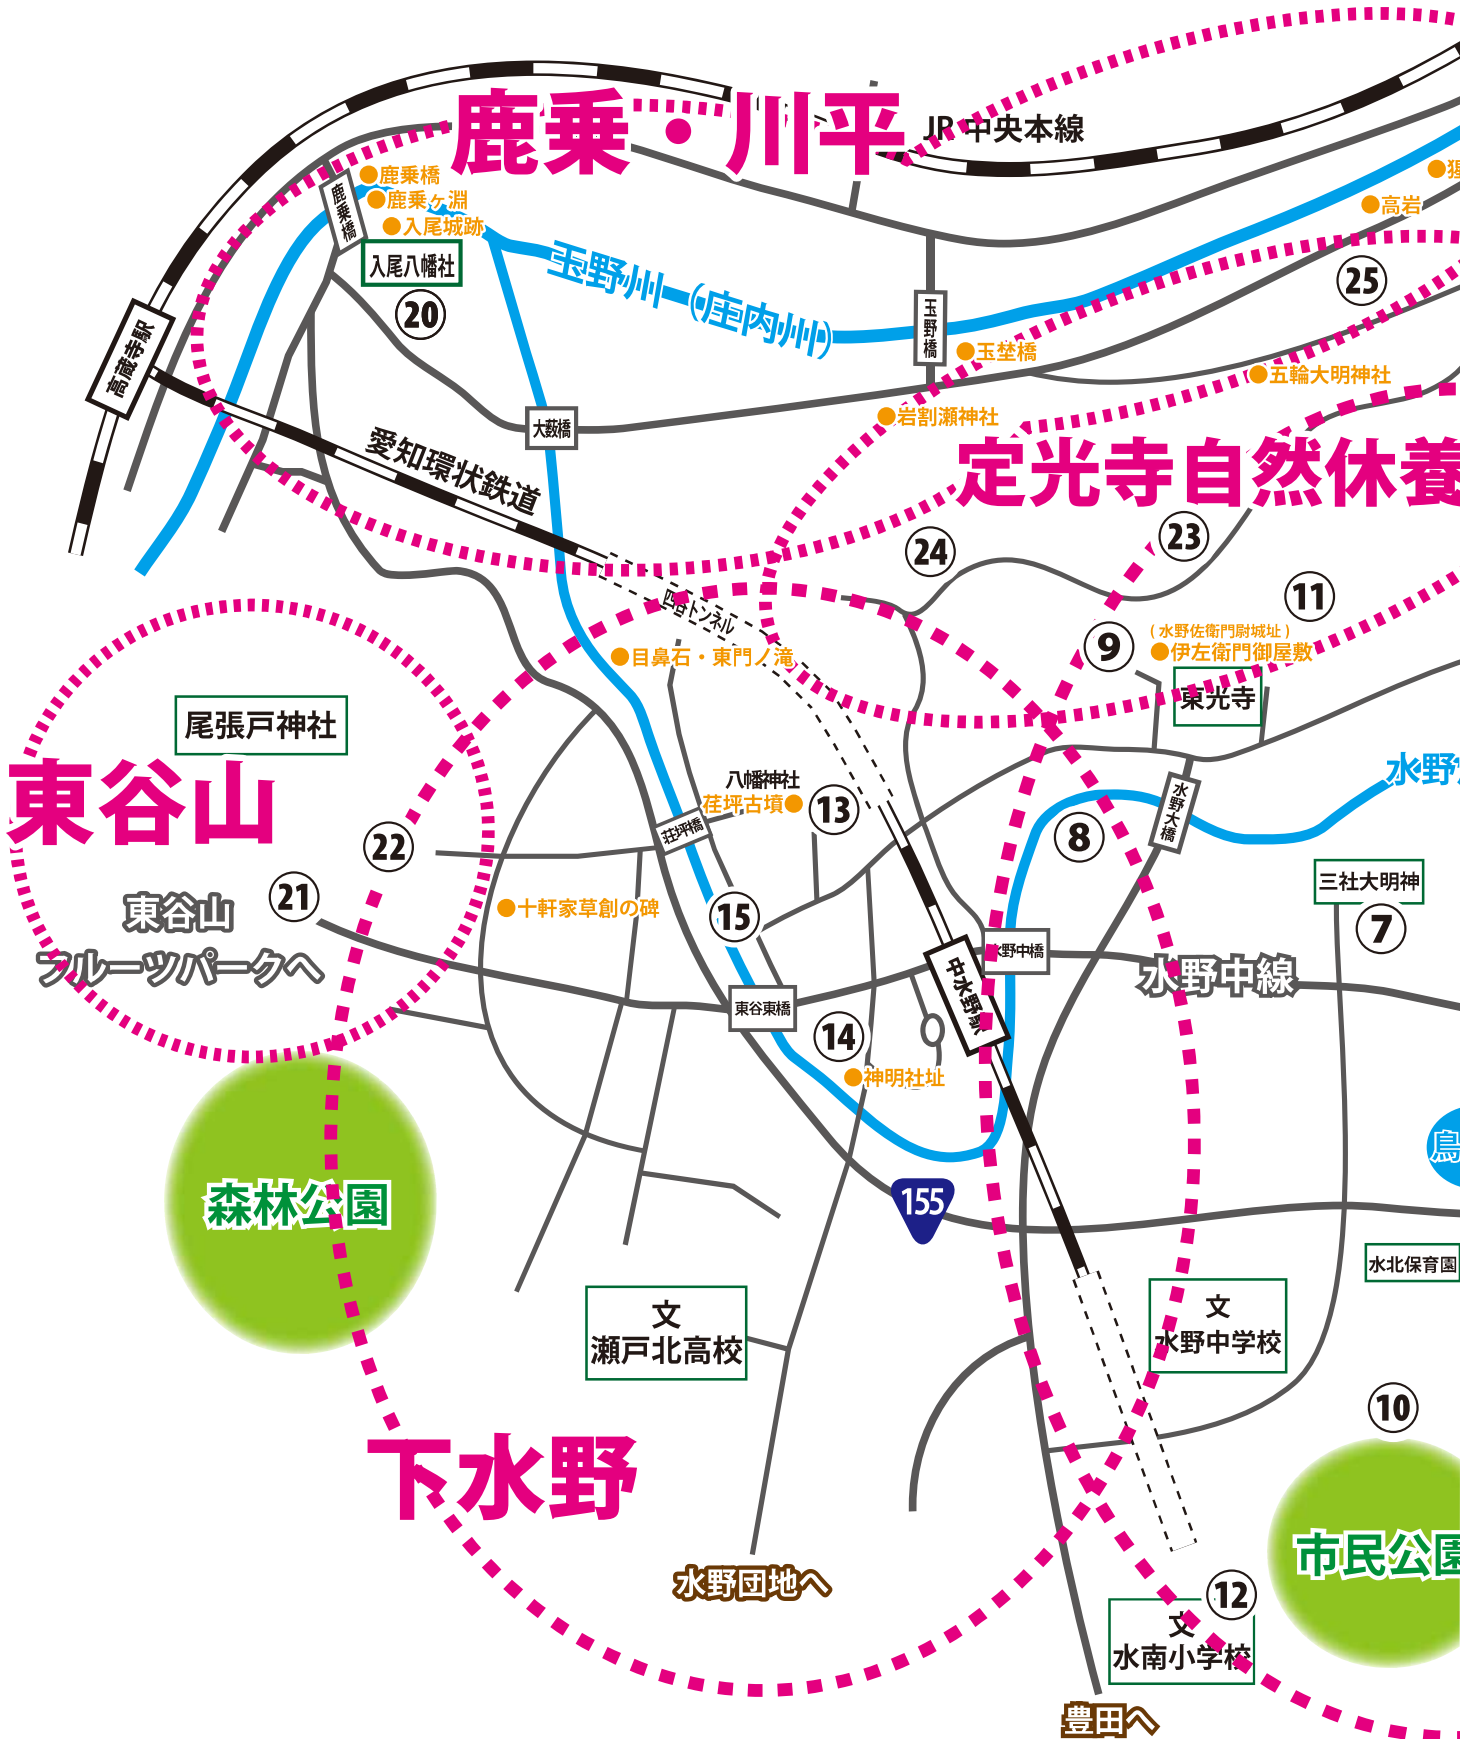 鹿乗・川平
JR 中央本線
鹿乗橋
鹿乗橋
鹿乗ヶ淵
入尾城跡
入尾八幡社
20
玉野州（庄内州）
玉野橋
玉埜橋
高岩
25
五輪大明神社
岩割瀬神社
高蔵寺駅
愛知環状鉄道
大薮橋
定光寺自然休養
23
24
11
四谷トンネル
(水野佐衛門尉城址)
9
伊左衛門御屋敷
東光寺
目鼻石・東門ノ滝
尾張戸神社
東谷山
八幡神社
荏坪古墳
13
荘坪橋
水野大橋
水野
8
22
21
東谷山
フルーツパークへ
十軒家草創の碑
15
三社大明神
7
水野中橋
中水野駅
水野中線
東谷東橋
14
神明社址
鳥
155
森林公園
水北保育園
文
瀬戸北高校
文
水野中学校
10
下水野
市民公園
水野団地へ
12
文
水南小学校
豊田へ